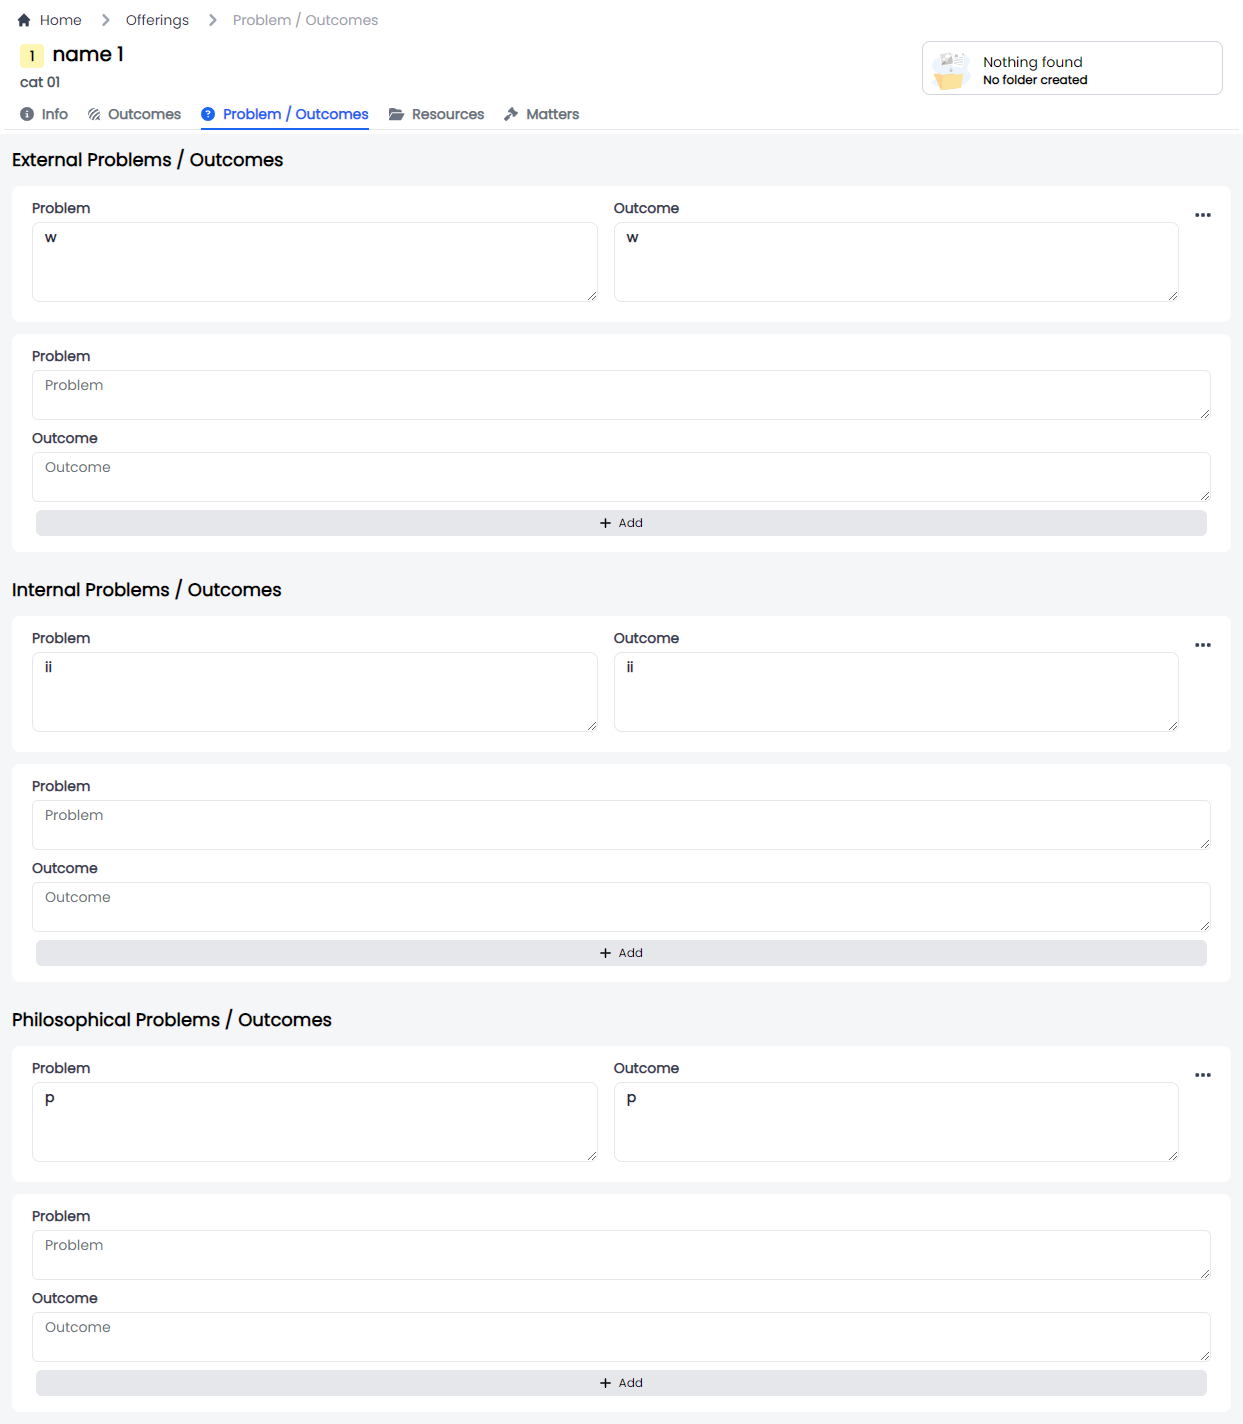 Home Offerings Problem / Outcomes
1 name 1
cat 01
Nothing found
No folder created
Info Outcomes Problem / Outcomes Resources Matters
External Problems / Outcomes
Problem Outcome
w w
Problem
Problem
Outcome
Outcome
+ Add
Internal Problems / Outcomes
Problem Outcome
ii ii
Problem
Problem
Outcome
Outcome
+ Add
Philosophical Problems / Outcomes
Problem Outcome
p p
Problem
Problem
Outcome
Outcome
+ Add